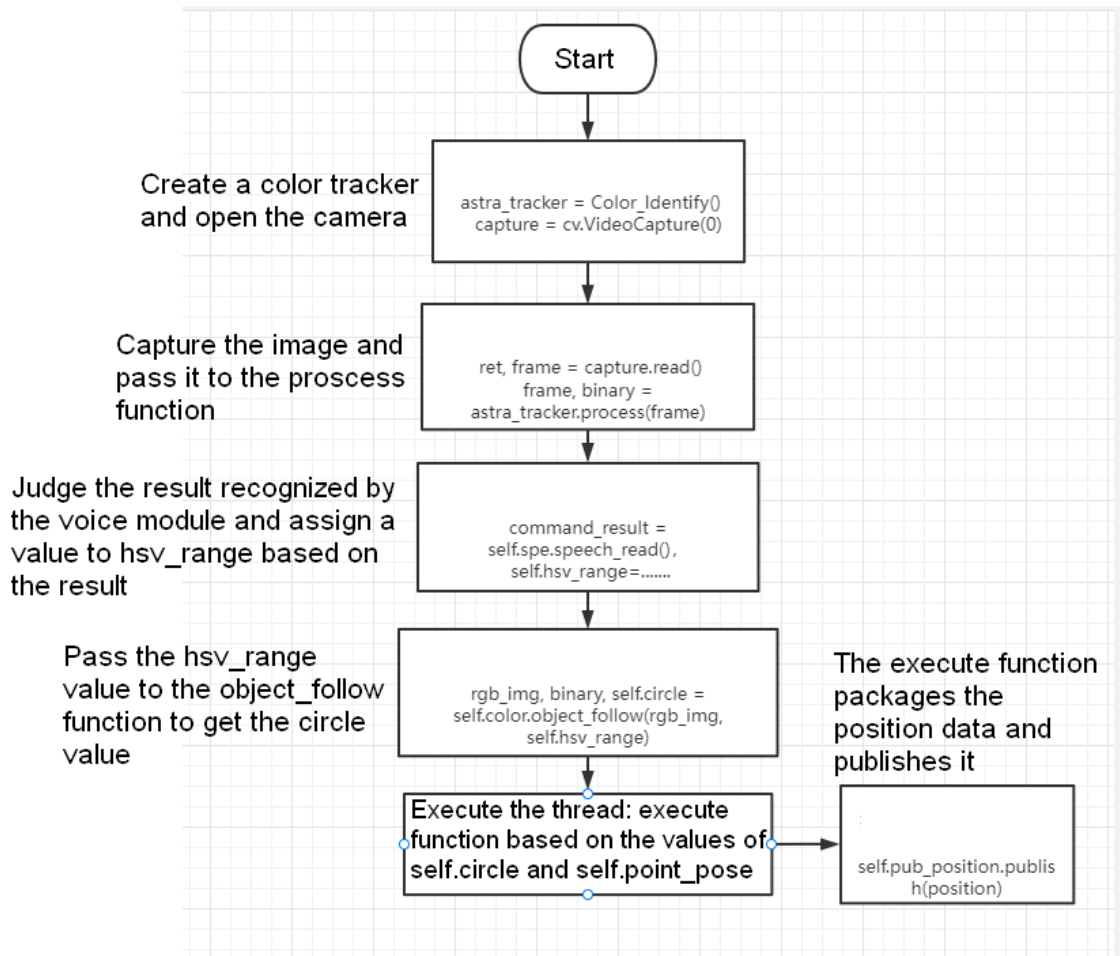 Start
Create a color tracker
and open the camera
astra_tracker = Color_Identify()
capture = cv.VideoCapture(0)
Capture the image and
pass it to the proscess
function
ret, frame = capture.read()
frame, binary =
astra_tracker.process(frame)
Judge the result recognized by
the voice module and assign a
value to hsv_range based on
the result
command_result =
self.spe.speech_read(),
self.hsv_range=.......
Pass the hsv_range
value to the object_follow
function to get the circle
value
rgb_img, binary, self.circle =
self.color.object_follow(rgb_img,
self.hsv_range)
Execute the thread: execute
function based on the values of
self.circle and self.point_pose
The execute function
packages the
position data and
publishes it
self.pub_position.publis
h(position)